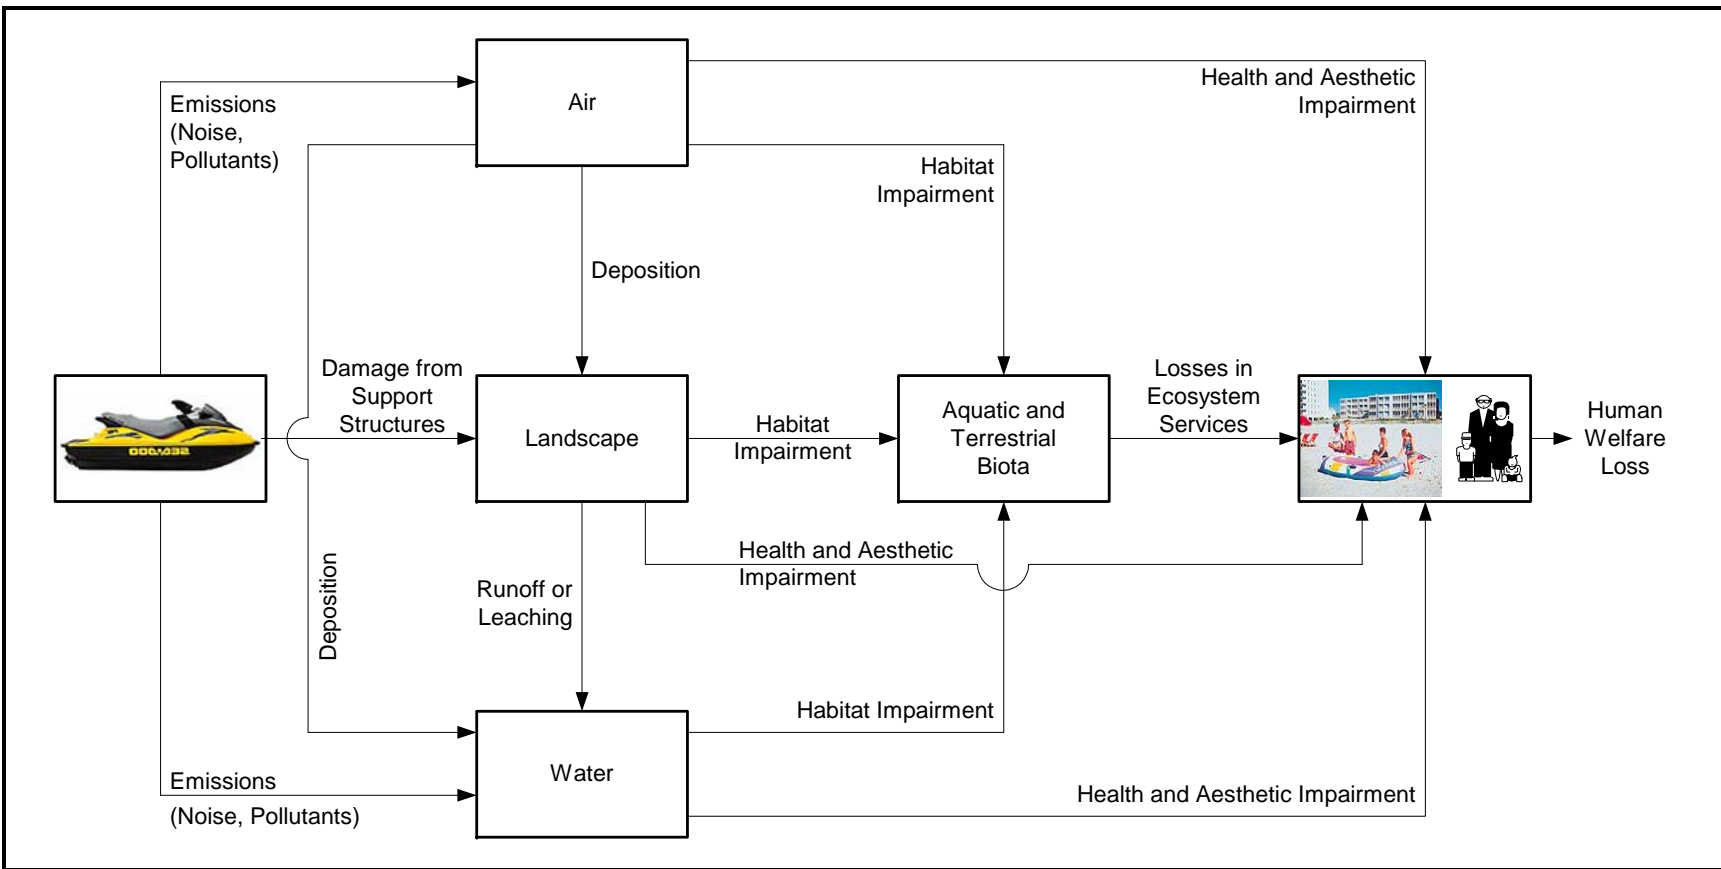 Air
Health and Aesthetic
Impairment
Emissions
(Noise,
Pollutants)
Habitat
Impairment
Deposition
Damage from
Support
Structures
Landscape
Habitat
Impairment
Aquatic and
Terrestrial
Biota
Losses in
Ecosystem
Services
Human
Welfare
Loss
Health and Aesthetic
Impairment
Deposition
Runoff or
Leaching
Habitat Impairment
Water
Emissions
(Noise, Pollutants)
Health and Aesthetic Impairment